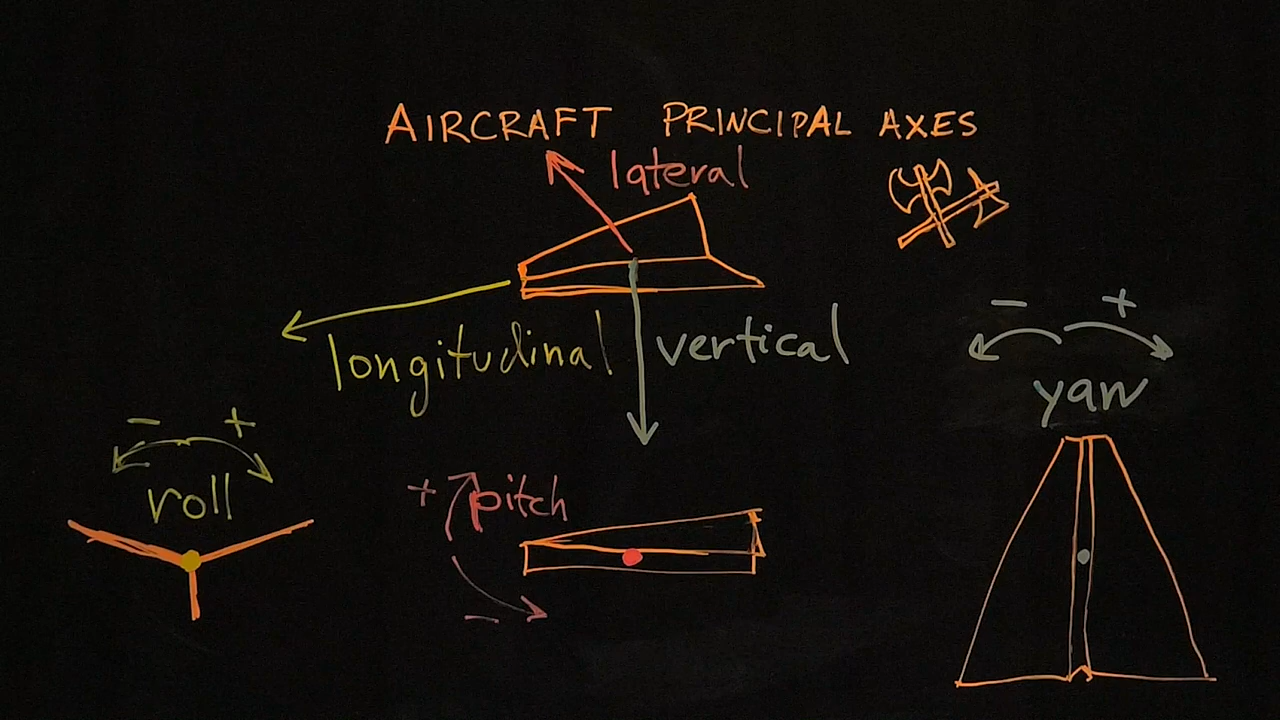 AIRCRAFT PRINCIPAL AXES
lateral
longitudinal
vertical
- +
yaw
- +
roll
+ pitch
-